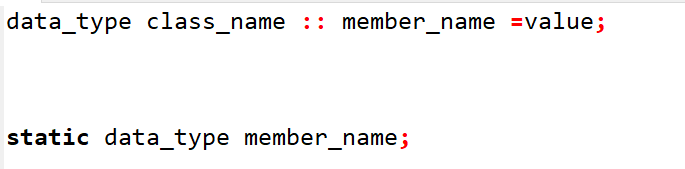 data_type class_name :: member_name =value;
static data_type member_name;